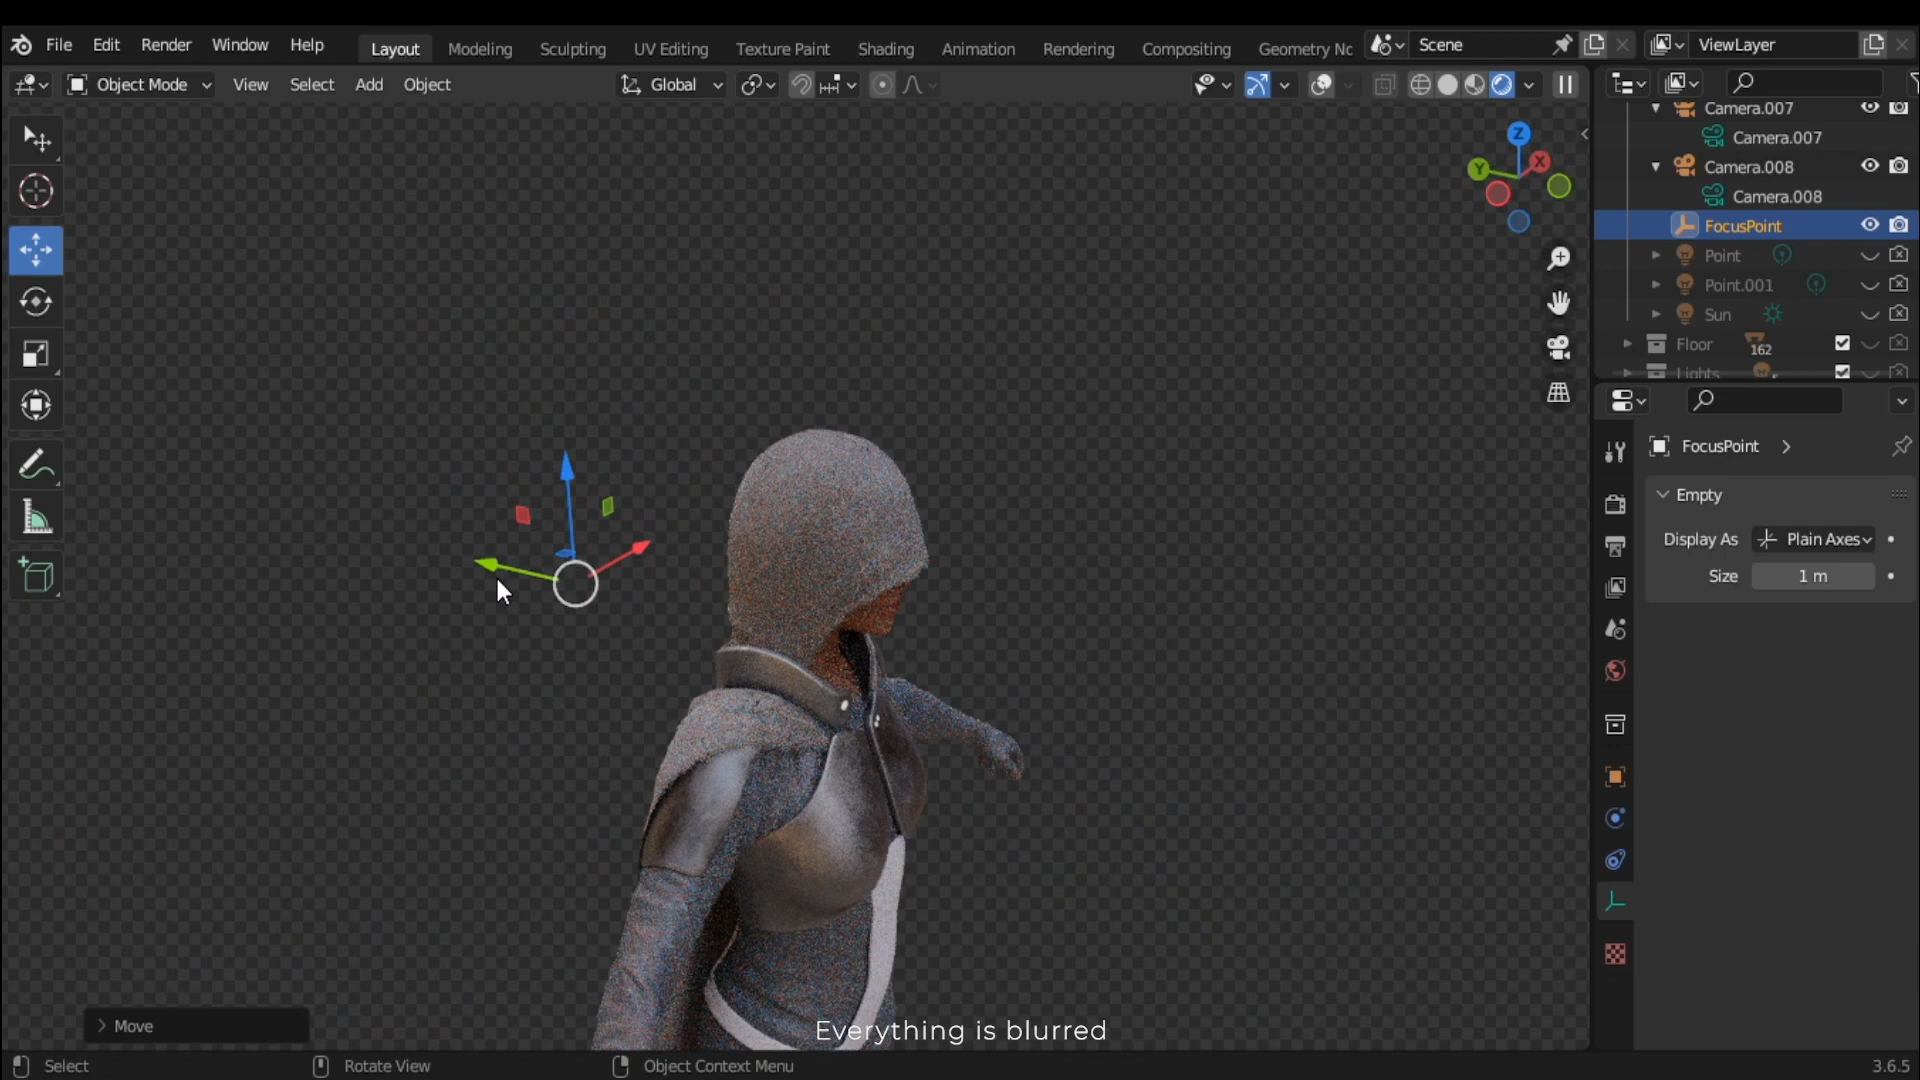 File Edit Render Window Help Layout Modeling Sculpting UV Editing Texture Paint Shading Animation Rendering Compositing Geometry Nc Scene ViewLayer
Object Mode View Select Add Object Global
Camera.007
Camera.007
Camera.008
Camera.008
FocusPoint
Point
Point.001
Sun
Floor 162
Lights
Z
Y
X
FocusPoint
Empty
Display As Plain Axes
Size 1 m
Move
Everything is blurred
Select Rotate View Object Context Menu 3.6.5